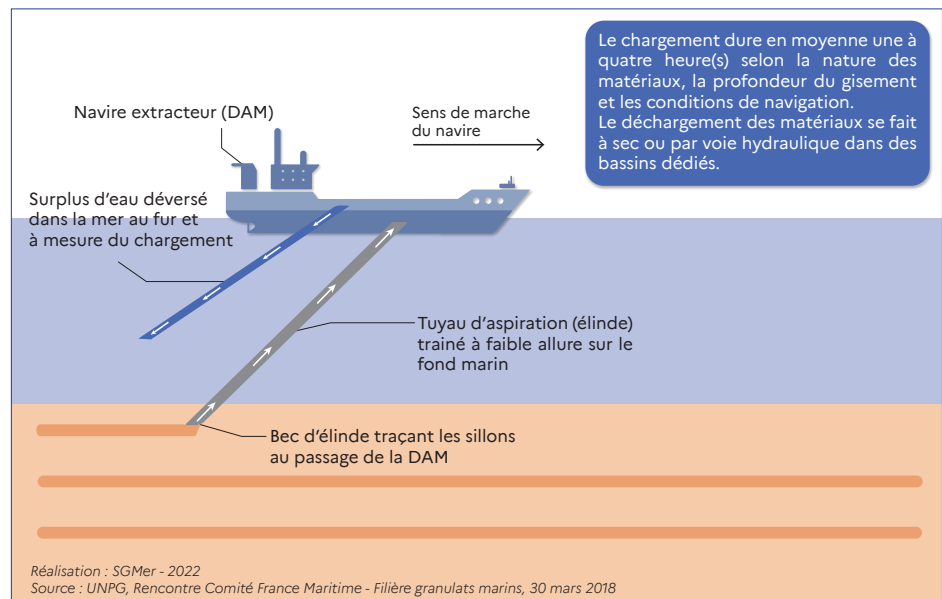 Le chargement dure en moyenne une à
quatre heure(s) selon la nature des
matériaux, la profondeur du gisement
et les conditions de navigation.
Le déchargement des matériaux se fait
à sec ou par voie hydraulique dans des
bassins dédiés.
Navire extracteur (DAM)
Sens de marche
du navire
Surplus d'eau déversé
dans la mer au fur et
à mesure du chargement
Tuyau d'aspiration (élinde)
trainé à faible allure sur le
fond marin
Bec d'élinde traçant les sillons
au passage de la DAM
Réalisation : SGMer - 2022
Source : UNPG, Rencontre Comité France Maritime - Filière granulats marins, 30 mars 2018